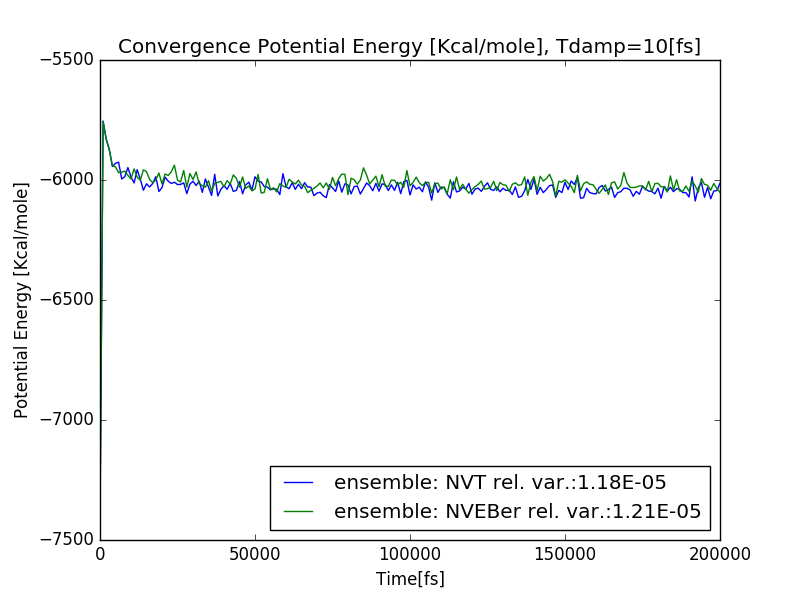 Convergence Potential Energy [Kcal/mole], Tdamp=10[fs]
−5500
−6000
−6500
−7000
−7500
Potential Energy [Kcal/mole]
ensemble: NVT rel. var.:1.18E-05
ensemble: NVEBer rel. var.:1.21E-05
0 50000 100000 150000 200000
Time[fs]